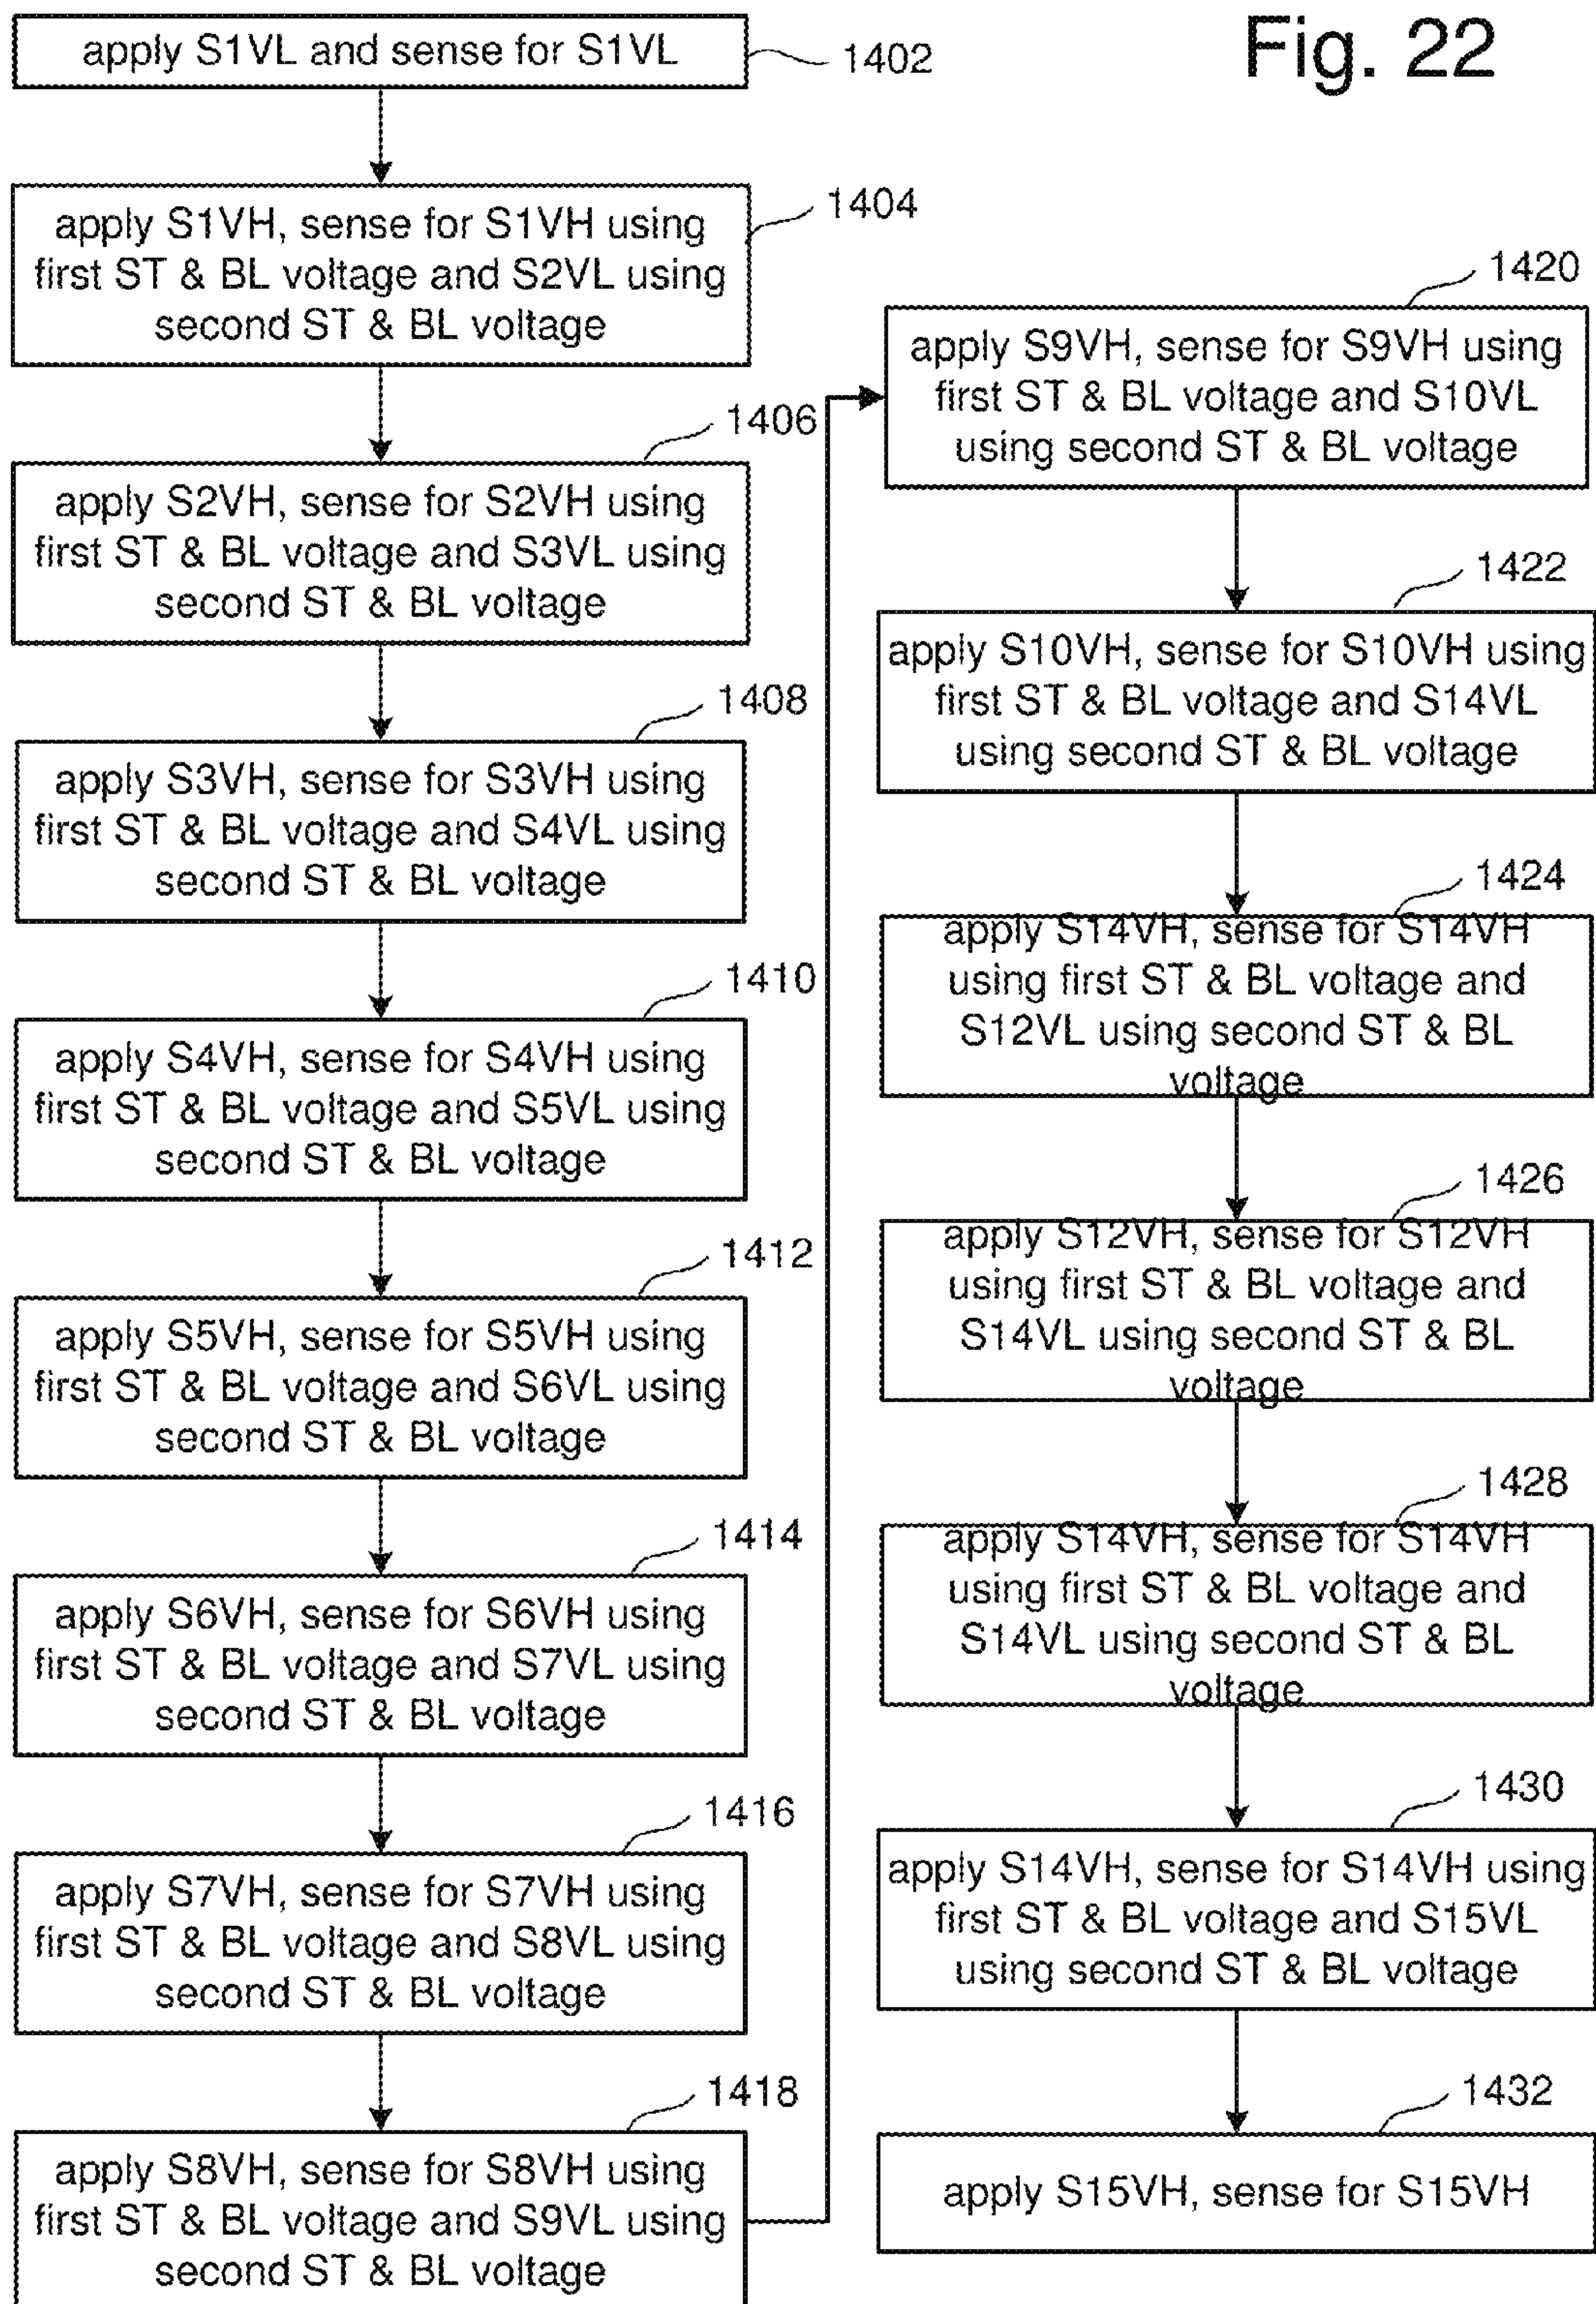 Fig. 22
apply S1VL and sense for S1VL
1402
1404
apply S1VH, sense for S1VH using
first ST & BL voltage and S2VL using
second ST & BL voltage
1406
apply S2VH, sense for S2VH using
first ST & BL voltage and S3VL using
second ST & BL voltage
1408
apply S3VH, sense for S3VH using
first ST & BL voltage and S4VL using
second ST & BL voltage
1410
apply S4VH, sense for S4VH using
first ST & BL voltage and S5VL using
second ST & BL voltage
1412
apply S5VH, sense for S5VH using
first ST & BL voltage and S6VL using
second ST & BL voltage
1414
apply S6VH, sense for S6VH using
first ST & BL voltage and S7VL using
second ST & BL voltage
1416
apply S7VH, sense for S7VH using
first ST & BL voltage and S8VL using
second ST & BL voltage
1418
apply S8VH, sense for S8VH using
first ST & BL voltage and S9VL using
second ST & BL voltage
1420
apply S9VH, sense for S9VH using
first ST & BL voltage and S10VL
using second ST & BL voltage
1422
apply S10VH, sense for S10VH using
first ST & BL voltage and S14VL
using second ST & BL voltage
1424
apply S14VH, sense for S14VH
using first ST & BL voltage and
S12VL using second ST & BL
voltage
1426
apply S12VH, sense for S12VH
using first ST & BL voltage and
S14VL using second ST & BL
voltage
1428
apply S14VH, sense for S14VH
using first ST & BL voltage and
S14VL using second ST & BL
voltage
1430
apply S14VH, sense for S14VH using
first ST & BL voltage and S15VL
using second ST & BL voltage
1432
apply S15VH, sense for S15VH